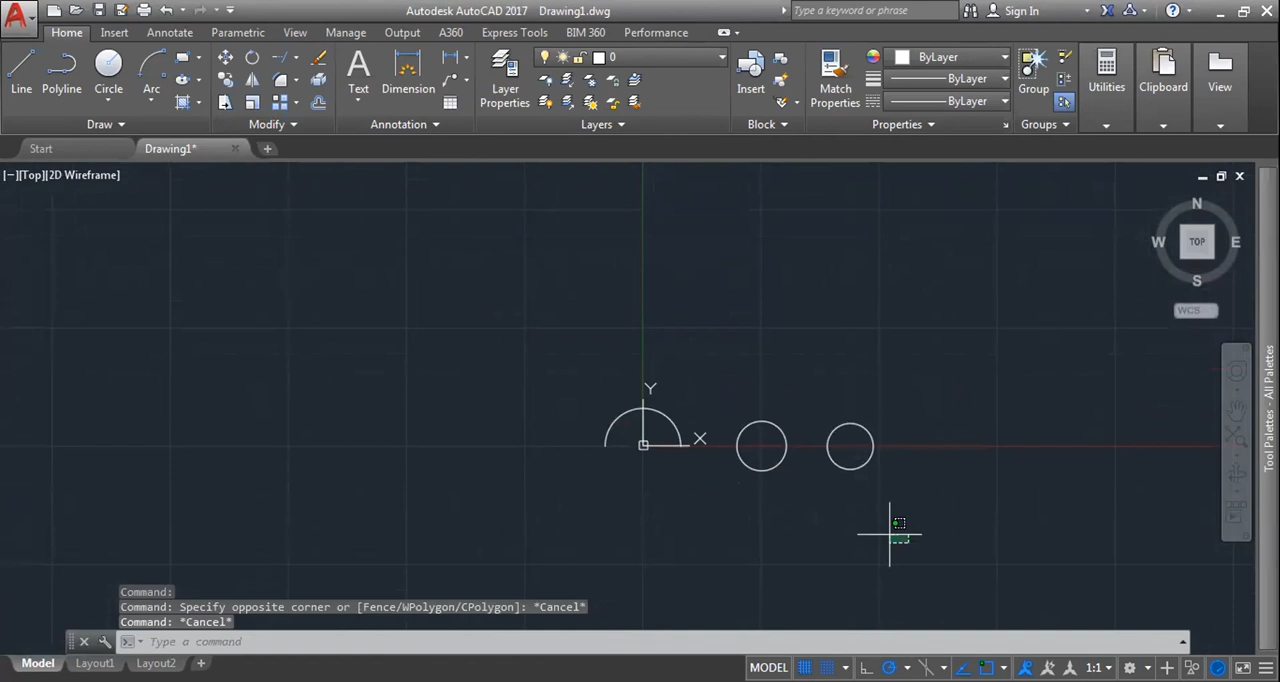 Autodesk AutoCAD 2017 Drawing1.dwg
Type a keyword or phrase
Sign In
Home Insert Annotate Parametric View Manage Output A360 Express Tools BIM 360 Performance
Line Polyline Circle Arc
Draw
Modify
Text Dimension
Annotation
Layer Properties
0
Layers
Insert
Block
Match Properties
ByLayer
ByLayer
ByLayer
Properties
Group
Groups
Utilities
Clipboard
View
Start Drawing1*
[−][Top][2D Wireframe]
N
W TOP E
S
WCS
Y
X
Tool Palettes - All Palettes
Command:
Command: Specify opposite corner or [Fence/WPolygon/CPolygon]: *Cancel*
Command: *Cancel*
Type a command
Model Layout1 Layout2
MODEL 1:1